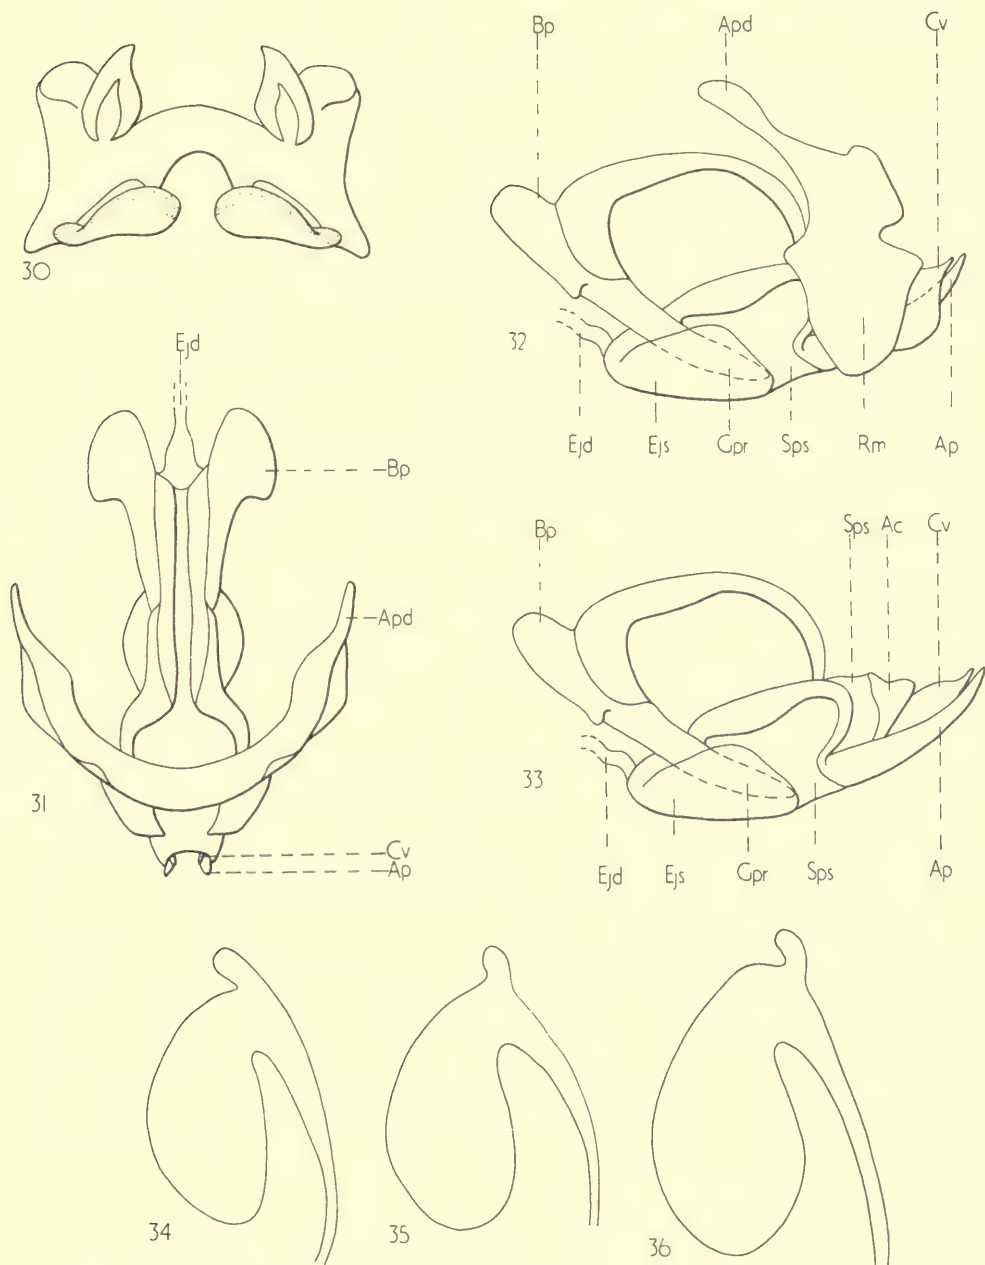 Bp Apd Cv
30
32
Ejd Ejs Gpr Sps Rm Ap
Ejd
Bp
Apd
31
Cv
Ap
Bp Sps Ac Cv
33
Ejd Ejs Gpr Sps Ap
34 35 36